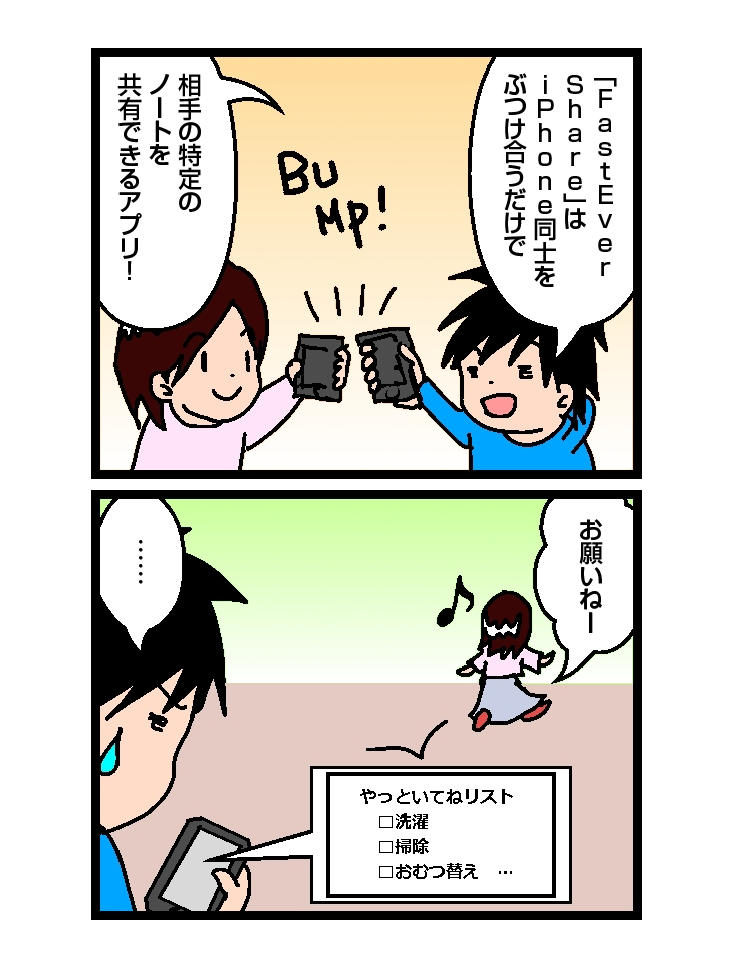 「FastEver
Share」は
iPhone同士を
ぶつけ合うだけで
相手の特定の
ノートを
共有できるアプリ！
BU
MP!
お願いねー
……
やっといてねリスト
□洗濯
□掃除
□おむつ替え …